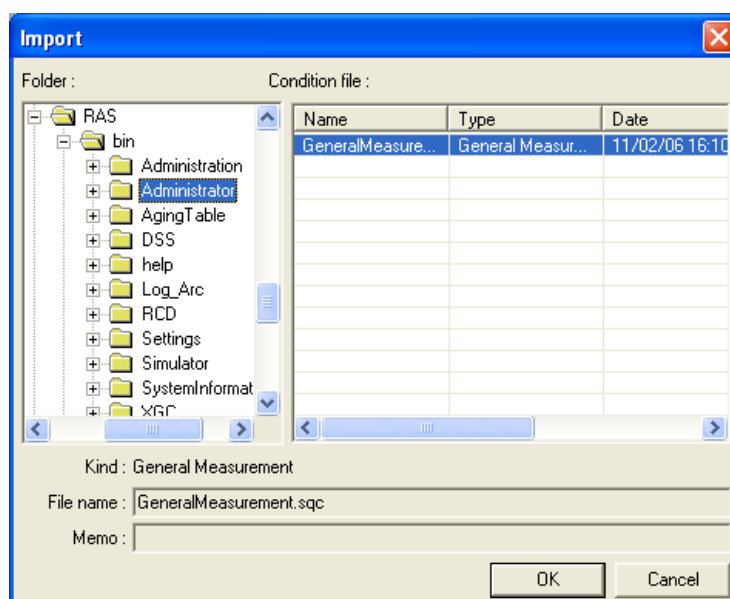 Import
Folder : Condition file :
RAS
bin
Administration
Administrator
AgingTable
DSS
help
Log_Arc
RCD
Settings
Simulator
SystemInformat
XGC
Name Type Date
GeneralMeasure... General Measur... 11/02/06 16:10
Kind : General Measurement
File name : GeneralMeasurement.sqc
Memo :
OK Cancel